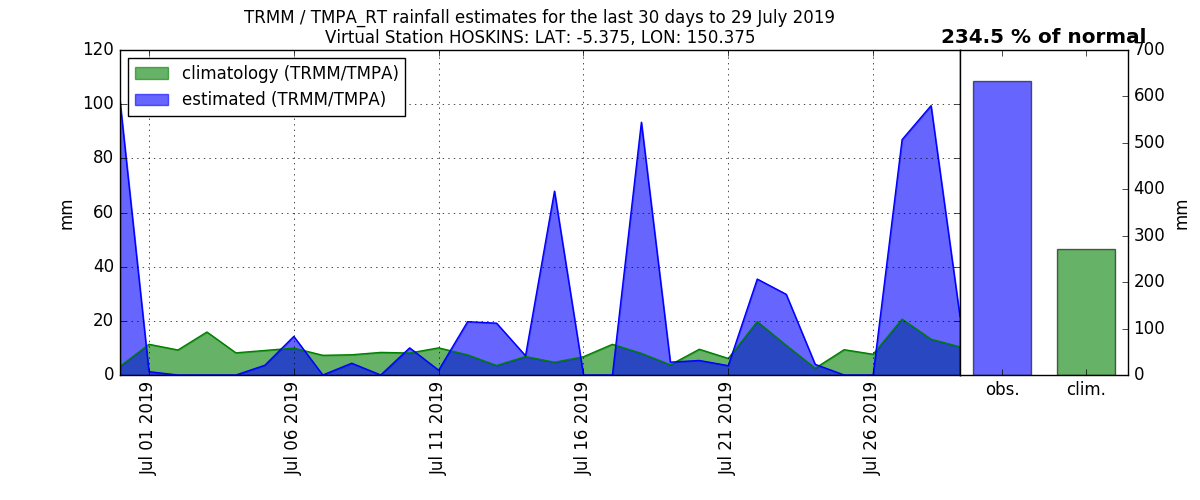 TRMM / TMPA_RT rainfall estimates for the last 30 days to 29 July 2019
Virtual Station HOSKINS: LAT: -5.375, LON: 150.375
234.5 % of normal
climatology (TRMM/TMPA)
estimated (TRMM/TMPA)
mm
120
100
80
60
40
20
0
Jul 01 2019
Jul 06 2019
Jul 11 2019
Jul 16 2019
Jul 21 2019
Jul 26 2019
obs.
clim.
700
600
500
400
300
200
100
0
mm